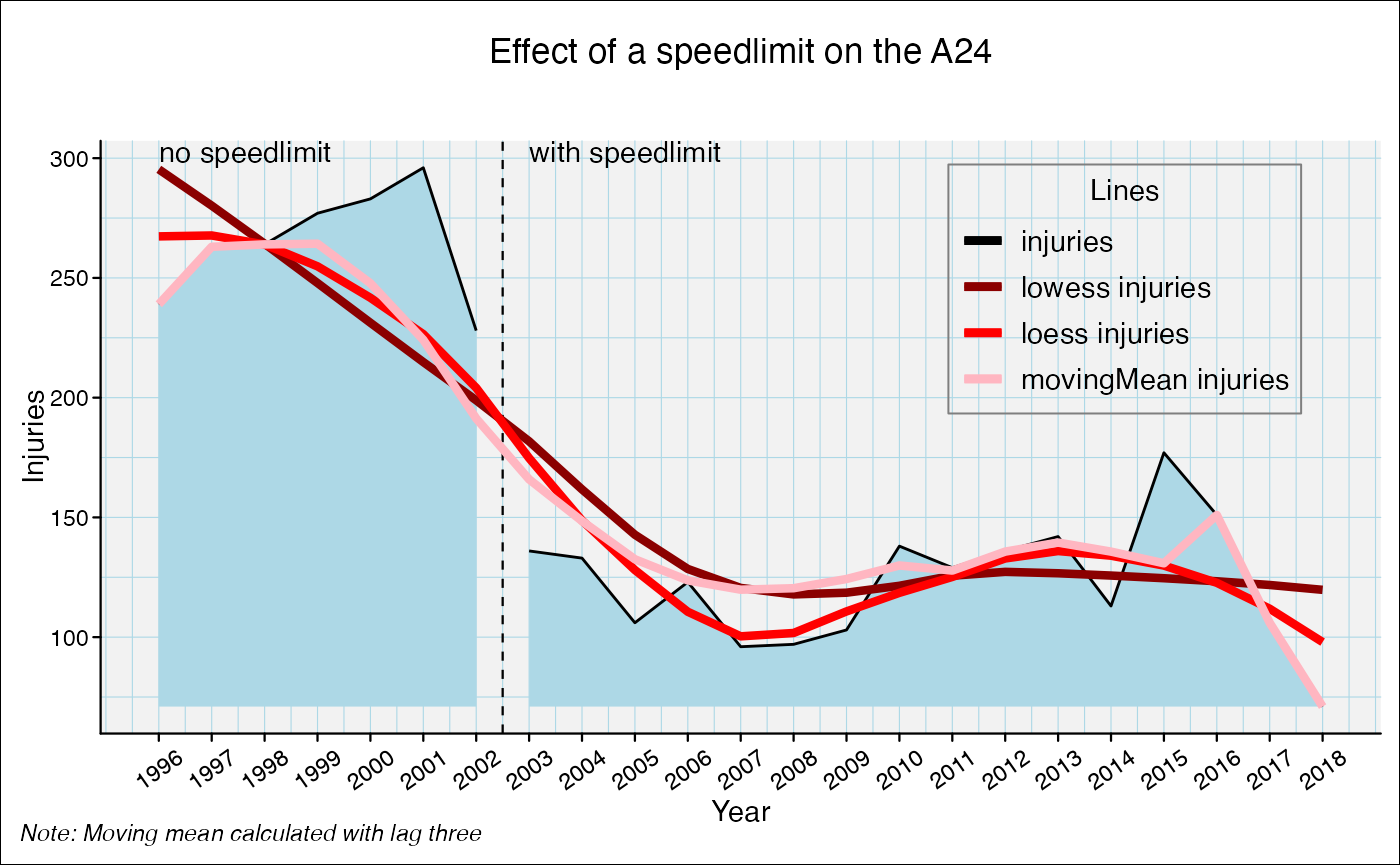 Effect of a speedlimit on the A24
no speedlimit
with speedlimit
Lines
injuries
lowess injuries
loess injuries
movingMean injuries
Injuries
300
250
200
150
100
1996 1997 1998 1999 2000 2001 2002 2003 2004 2005 2006 2007 2008 2009 2010 2011 2012 2013 2014 2015 2016 2017 2018
Year
Note: Moving mean calculated with lag three